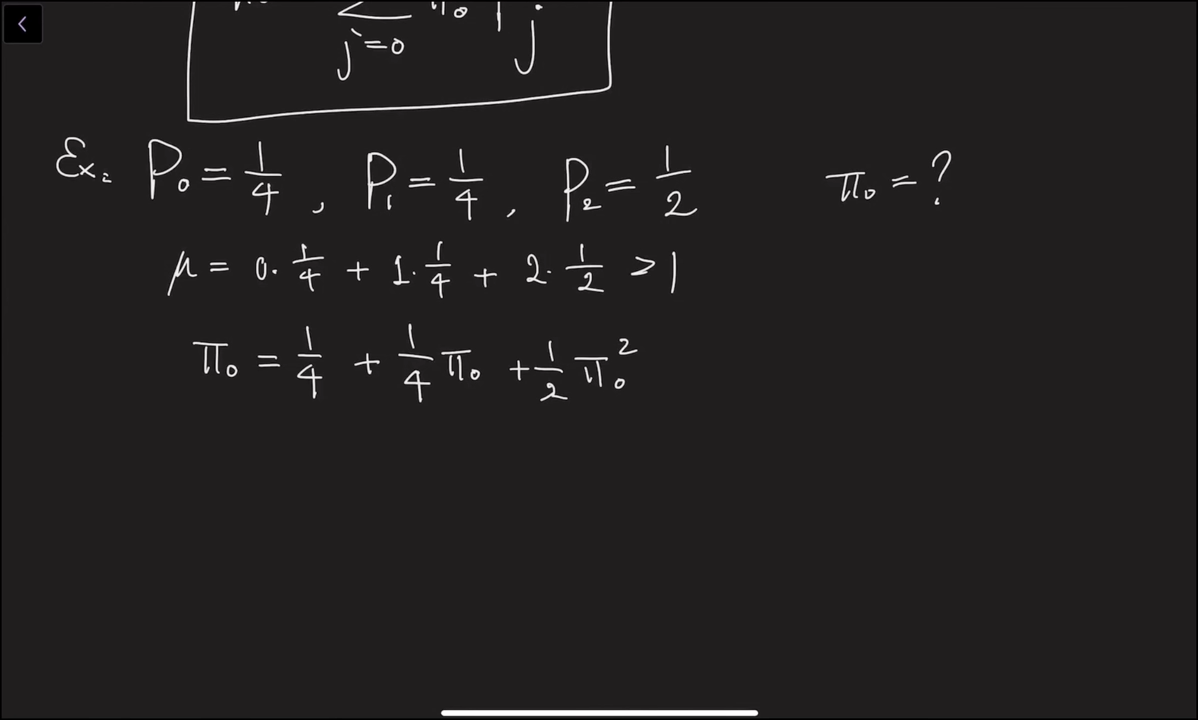 j=0
Ex: P₀ = 1/4 , P₁ = 1/4 , P₂ = 1/2 π₀ = ?
μ = 0· 1/4 + 1· 1/4 + 2· 1/2 > 1
π₀ = 1/4 + 1/4 π₀ + 1/2 π₀²